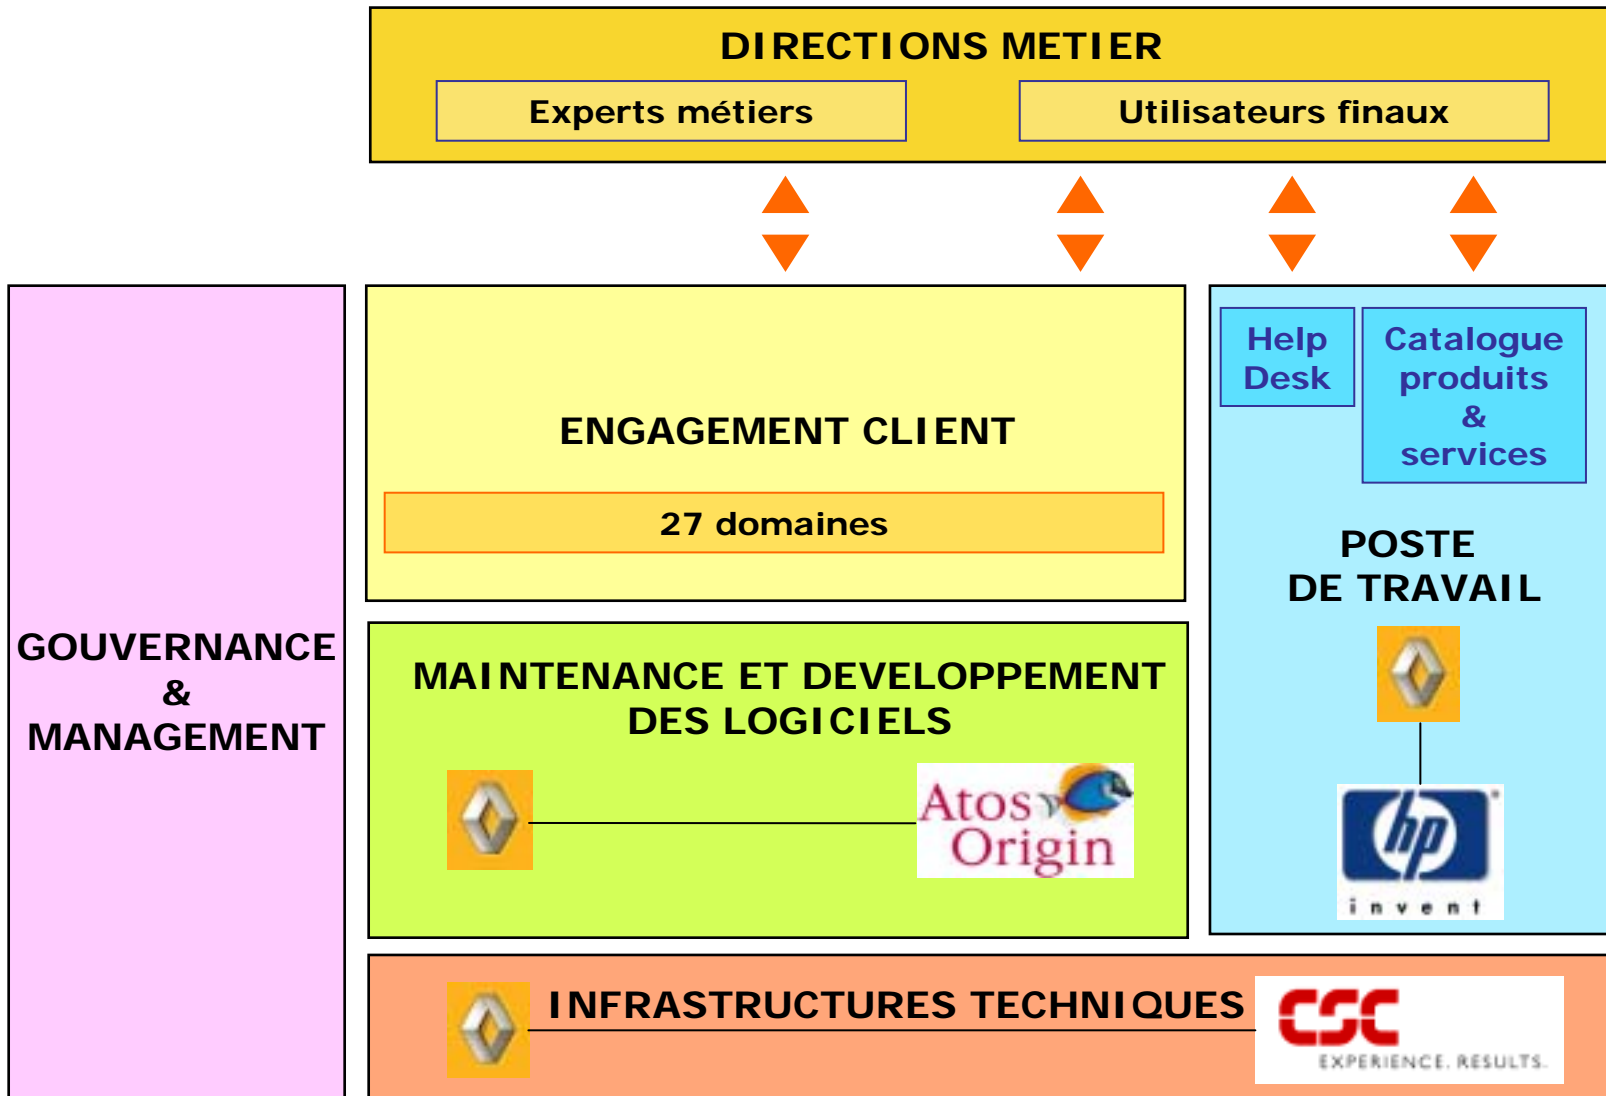 DIRECTIONS METIER
Experts métiers
Utilisateurs finaux
GOUVERNANCE
&
MANAGEMENT
ENGAGEMENT CLIENT
27 domaines
Help
Desk
Catalogue
produits
&
services
POSTE
DE TRAVAIL
hp
invent
MAINTENANCE ET DEVELOPPEMENT
DES LOGICIELS
Atos
Origin
INFRASTRUCTURES TECHNIQUES
CSC
EXPERIENCE. RESULTS.